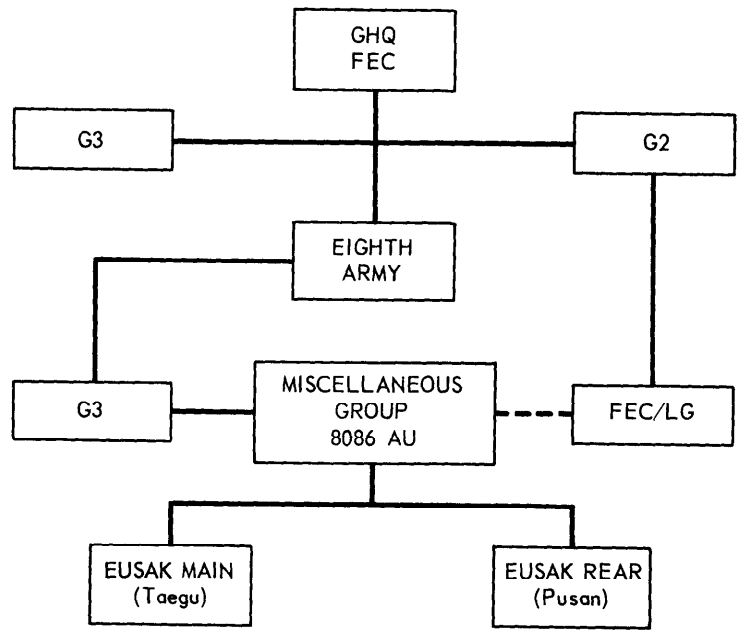 GHQ
FEC
G3
G2
EIGHTH
ARMY
G3
MISCELLANEOUS
GROUP
8086 AU
FEC/LG
EUSAK MAIN
(Taegu)
EUSAK REAR
(Pusan)